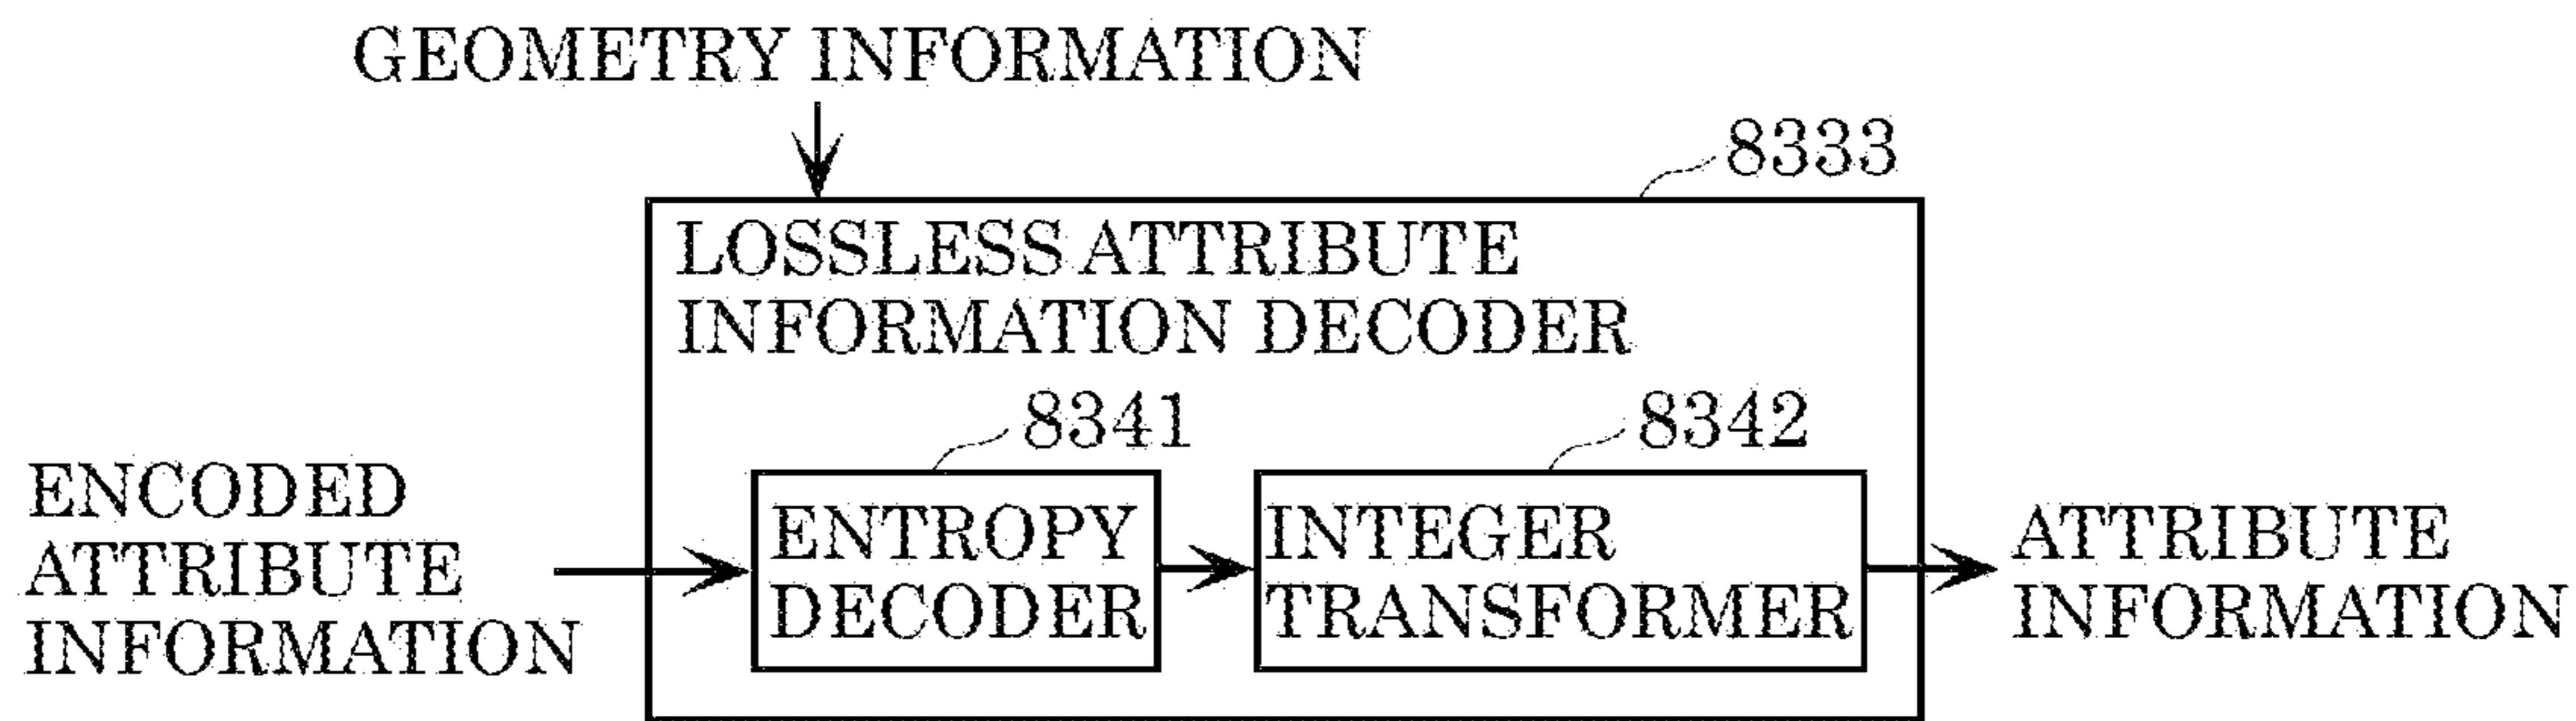 GEOMETRY INFORMATION
8333
LOSSLESS ATTRIBUTE
INFORMATION DECODER
8341
8342
ENCODED
ATTRIBUTE
INFORMATION
ENTROPY
DECODER
INTEGER
TRANSFORMER
ATTRIBUTE
INFORMATION